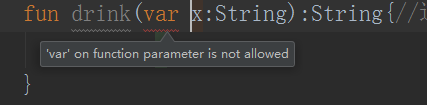 fun drink(var x:String):String{//
'var' on function parameter is not allowed
}